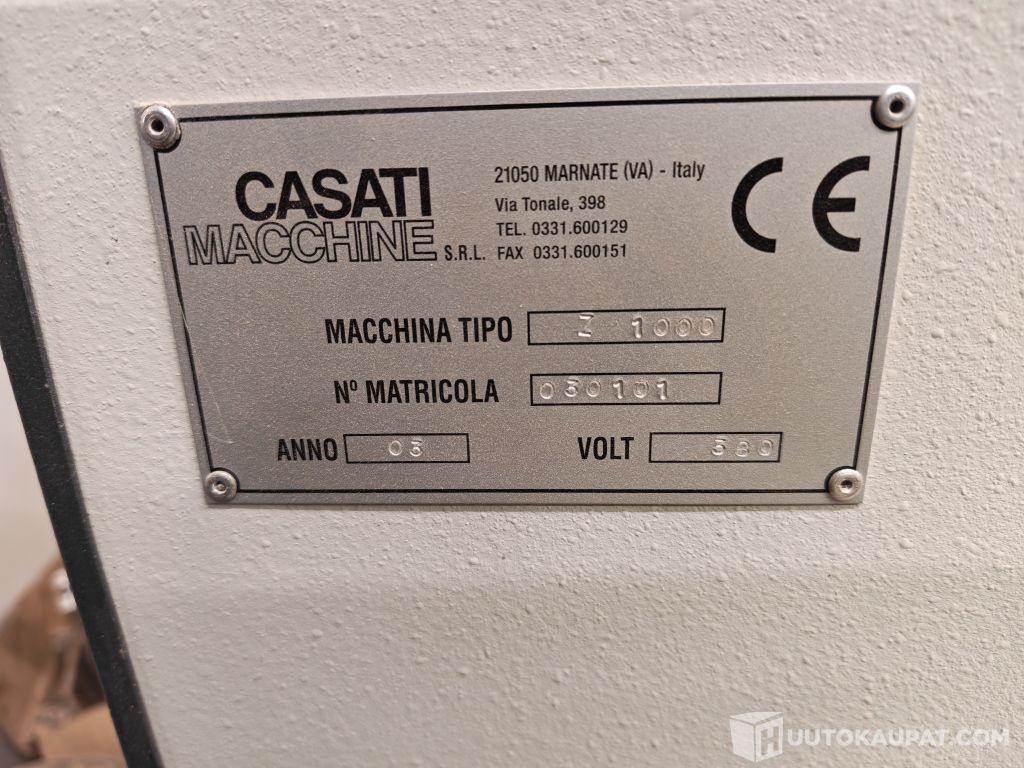 CASATI
MACCHINE S.R.L.
21050 MARNATE (VA) - Italy
Via Tonale, 398
TEL. 0331.600129
FAX 0331.600151
CE
MACCHINA TIPO Z 1000
Nº MATRICOLA 030101
ANNO 03 VOLT 380
HUUTOKAUPAT.COM